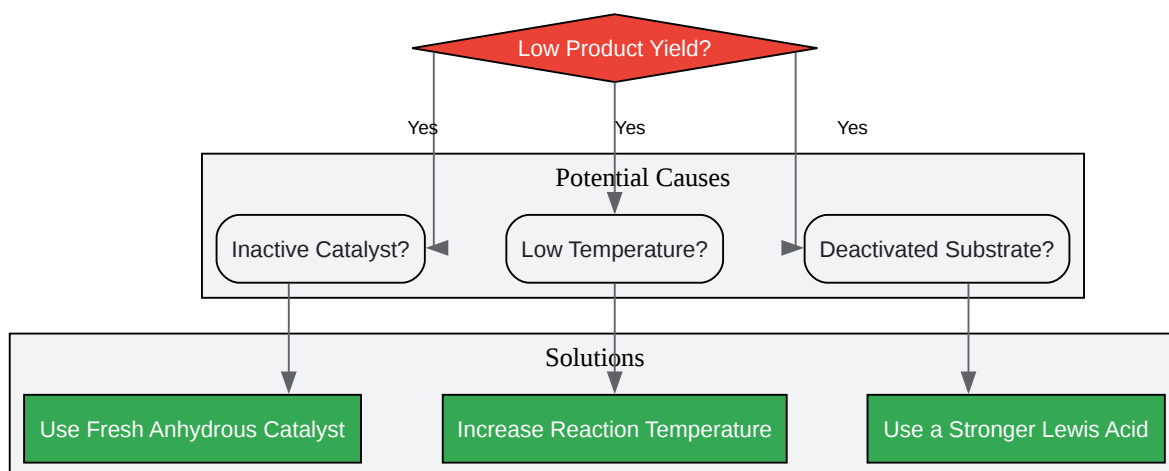 Low Product Yield?
Yes
Yes
Yes
Potential Causes
Inactive Catalyst?
Low Temperature?
Deactivated Substrate?
Solutions
Use Fresh Anhydrous Catalyst
Increase Reaction Temperature
Use a Stronger Lewis Acid